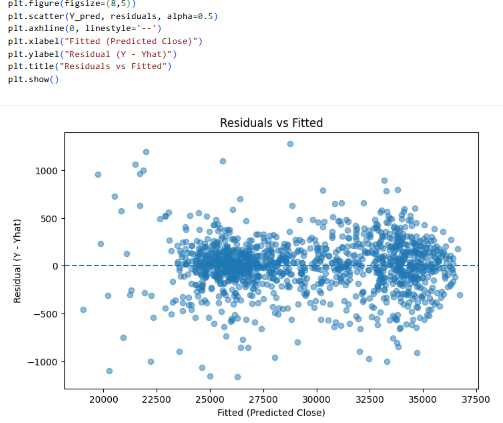 plt.figure(figsize=(8,5))
plt.scatter(Y_pred, residuals, alpha=0.5)
plt.axhline(0, linestyle='--')
plt.xlabel("Fitted (Predicted Close)")
plt.ylabel("Residual (Y - Yhat)")
plt.title("Residuals vs Fitted")
plt.show()
Residuals vs Fitted
Residual (Y - Yhat)
1000
500
0
−500
−1000
20000 22500 25000 27500 30000 32500 35000 37500
Fitted (Predicted Close)